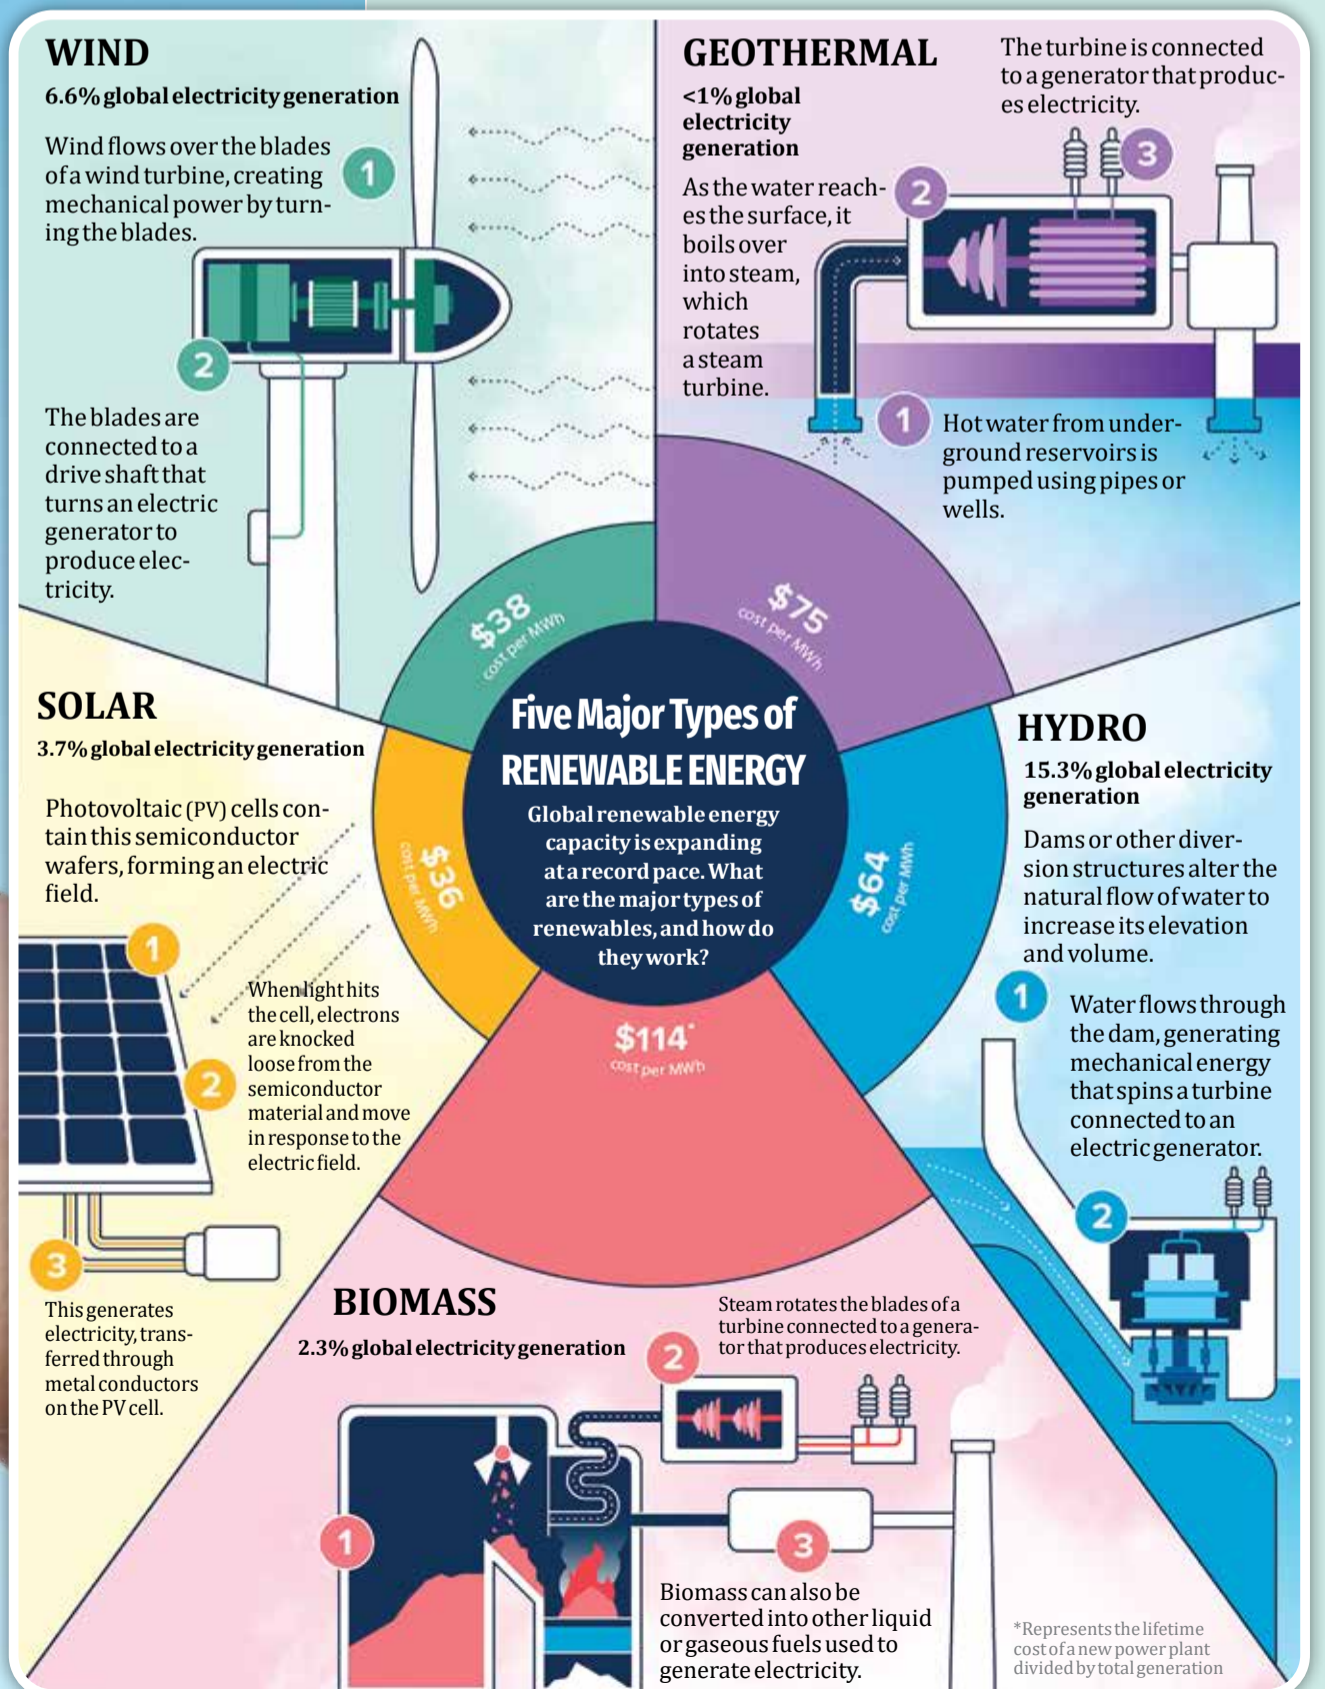 WIND
6.6% global electricity generation
Wind flows over the blades
of a wind turbine, creating
mechanical power by turn-
ing the blades.
1
2
The blades are
connected to a
drive shaft that
turns an electric
generator to
produce elec-
tricity.
$38
cost per MWh
GEOTHERMAL
<1% global
electricity
generation
As the water reach-
es the surface, it
boils over
into steam,
which
rotates
a steam
turbine.
The turbine is connected
to a generator that produc-
es electricity.
3
2
1
Hot water from under-
ground reservoirs is
pumped using pipes or
wells.
$75
cost per MWh
Five Major Types of
RENEWABLE ENERGY
Global renewable energy
capacity is expanding
at a record pace. What
are the major types of
renewables, and how do
they work?
SOLAR
3.7% global electricity generation
Photovoltaic (PV) cells con-
tain this semiconductor
wafers, forming an electric
field.
1
When light hits
the cell, electrons
are knocked
loose from the
semiconductor
material and move
in response to the
electric field.
2
3
This generates
electricity, trans-
ferred through
metal conductors
on the PV cell.
$36
cost per MWh
HYDRO
15.3% global electricity
generation
Dams or other diver-
sion structures alter the
natural flow of water to
increase its elevation
and volume.
1
Water flows through
the dam, generating
mechanical energy
that spins a turbine
connected to an
electric generator.
2
$64
cost per MWh
$114*
cost per MWh
BIOMASS
2.3% global electricity generation
2
Steam rotates the blades of a
turbine connected to a genera-
tor that produces electricity.
1
3
Biomass can also be
converted into other liquid
or gaseous fuels used to
generate electricity.
*Represents the lifetime
cost of a new power plant
divided by total generation